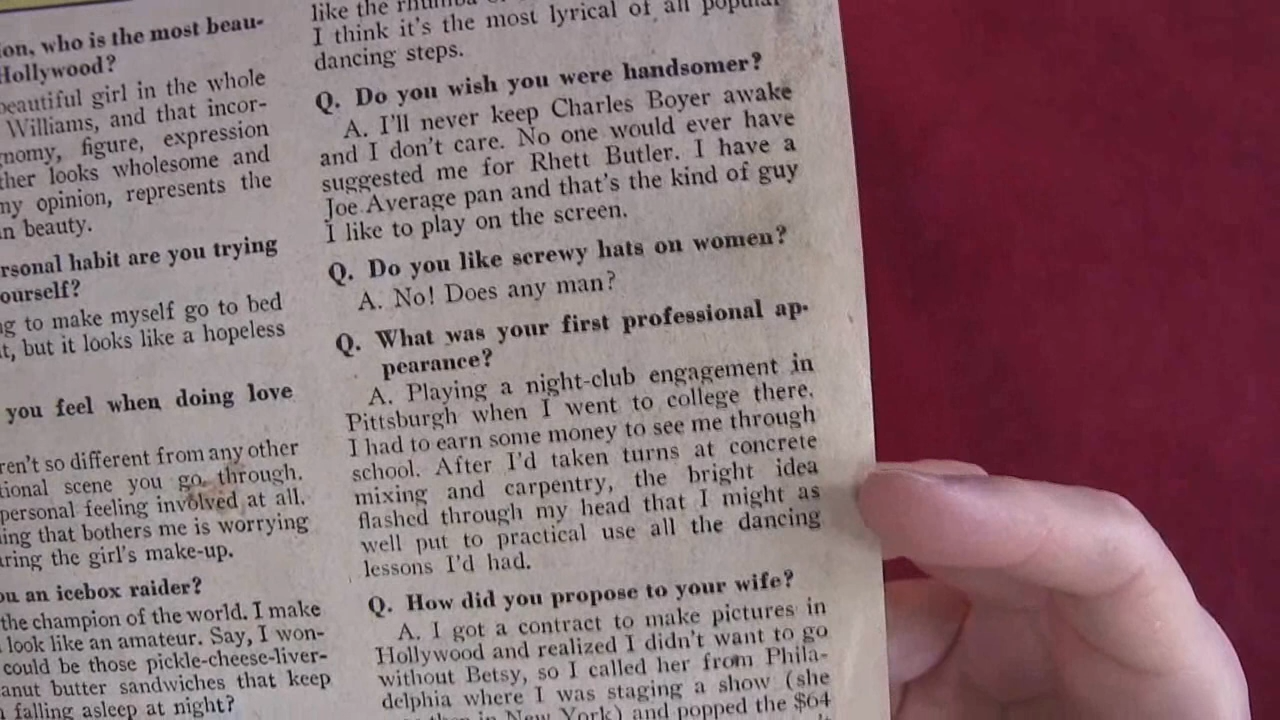 on, who is the most beau-
Hollywood?
beautiful girl in the whole
Williams, and that incor-
nomy, figure, expression
ther looks wholesome and
my opinion, represents the
n beauty.
rsonal habit are you trying
ourself?
ng to make myself go to bed
t, but it looks like a hopeless
you feel when doing love
ren't so different from any other
tional scene you go through.
personal feeling involved at all.
ing that bothers me is worrying
aring the girl's make-up.
ou an icebox raider?
the champion of the world. I make
look like an amateur. Say, I won-
could be those pickle-cheese-liver-
anut butter sandwiches that keep
falling asleep at night?
like the rhumba
I think it's the most lyrical of all popular
dancing steps.
Q. Do you wish you were handsomer?
A. I'll never keep Charles Boyer awake
and I don't care. No one would ever have
suggested me for Rhett Butler. I have a
Joe Average pan and that's the kind of guy
I like to play on the screen.
Q. Do you like screwy hats on women?
A. No! Does any man?
Q. What was your first professional ap-
pearance?
A. Playing a night-club engagement in
Pittsburgh when I went to college there.
I had to earn some money to see me through
school. After I'd taken turns at concrete
mixing and carpentry, the bright idea
flashed through my head that I might as
well put to practical use all the dancing
lessons I'd had.
Q. How did you propose to your wife?
A. I got a contract to make pictures in
Hollywood and realized I didn't want to go
without Betsy, so I called her from Phila-
delphia where I was staging a show (she
then in New York) and popped the $64